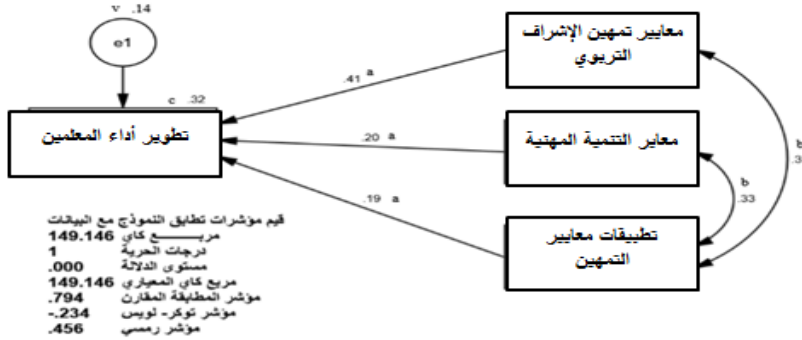 v .14
e1
c .32
تطوير أداء المعلمين
.41 a
.20 a
.19 a
معايير تمهين الإشراف
التربوي
معاير التنمية المهنية
تطبيقات معايير
التمهين
b
.33
b
.3
قيم مؤشرات تطابق النموذج مع البيانات
مربـــــــع كاي 149.146
درجات الحرية 1
مستوى الدلالة .000
مربع كاي المعياري 149.146
مؤشر المطابقة المقارن .794
مؤشر توكر- لويس -.234
مؤشر رمسي .456